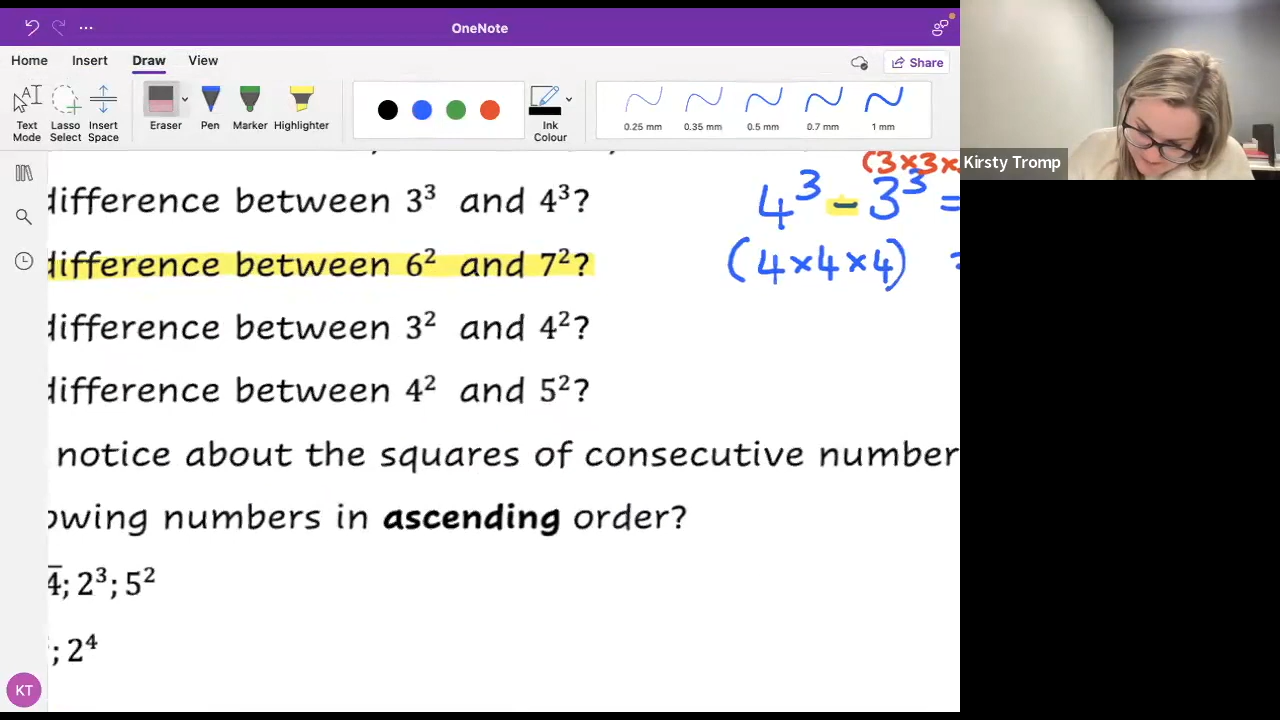 OneNote
Home Insert Draw View
Share
Text Mode
Lasso Select
Insert Space
Eraser
Pen
Marker
Highlighter
Ink Colour
0.25 mm
0.35 mm
0.5 mm
0.7 mm
1 mm
Kirsty Tromp
(3×3×
difference between 3³ and 4³?
4³ - 3³ =
difference between 6² and 7²?
(4×4×4)
difference between 3² and 4²?
difference between 4² and 5²?
notice about the squares of consecutive number
owing numbers in ascending order?
4; 2³; 5²
; 2⁴
KT